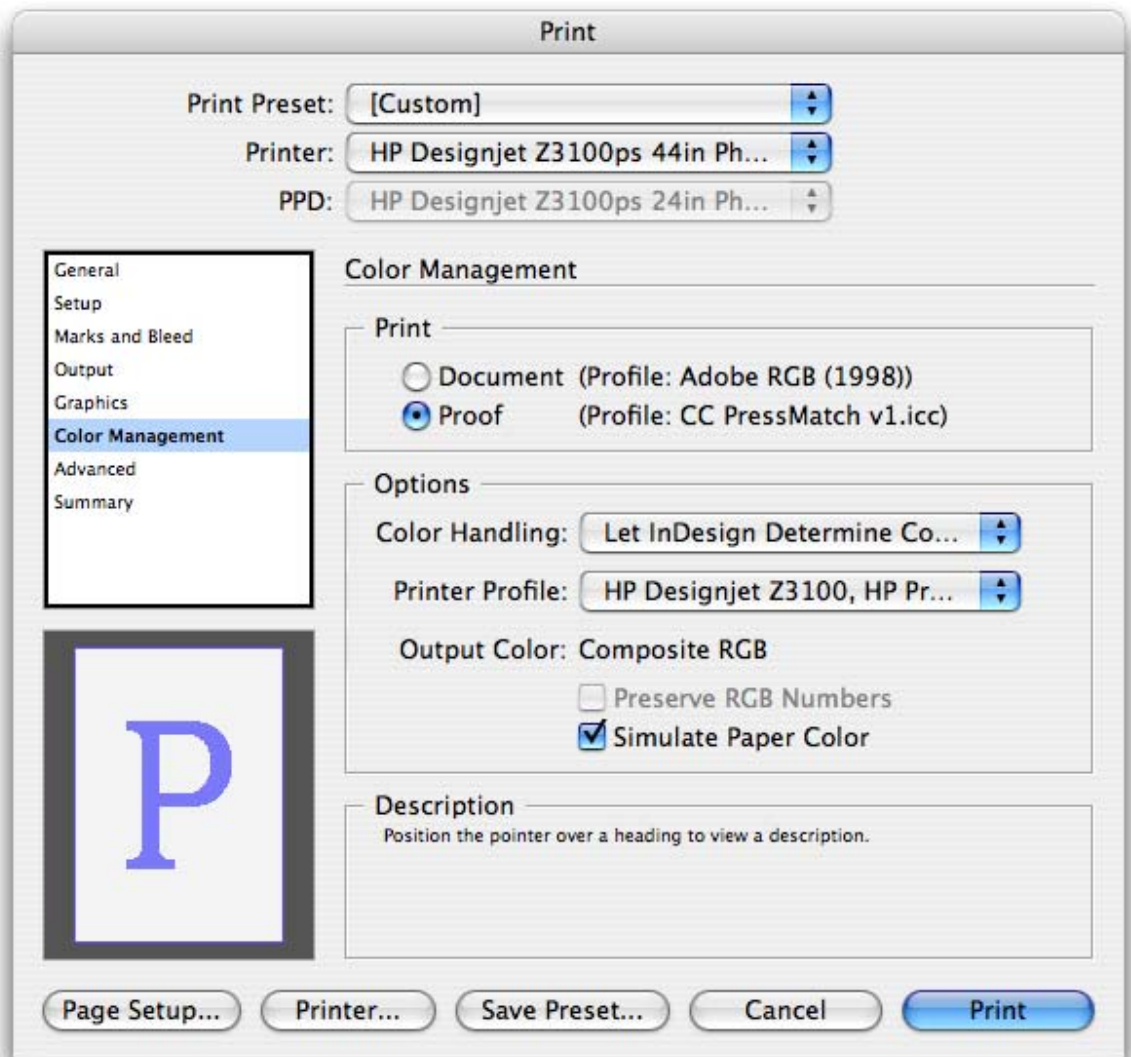 Print
Print Preset: [Custom]
Printer: HP Designjet Z3100ps 44in Ph...
PPD: HP Designjet Z3100ps 24in Ph...
General
Setup
Marks and Bleed
Output
Graphics
Color Management
Advanced
Summary
P
Color Management
Print
Document (Profile: Adobe RGB (1998))
Proof (Profile: CC PressMatch v1.icc)
Options
Color Handling: Let InDesign Determine Co...
Printer Profile: HP Designjet Z3100, HP Pr...
Output Color: Composite RGB
Preserve RGB Numbers
Simulate Paper Color
Description
Position the pointer over a heading to view a description.
Page Setup... Printer... Save Preset... Cancel Print